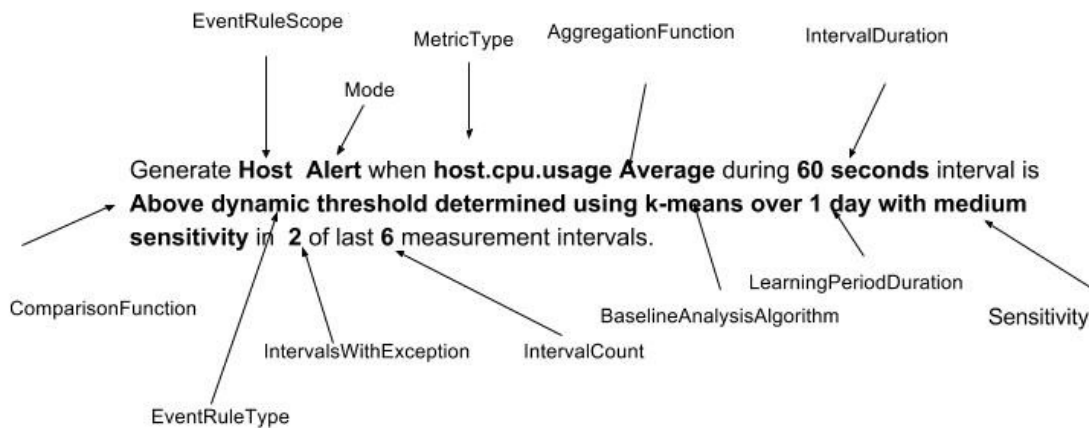 EventRuleScope
MetricType
AggregationFunction
IntervalDuration
Mode
Generate Host Alert when host.cpu.usage Average during 60 seconds interval is
Above dynamic threshold determined using k-means over 1 day with medium
sensitivity in 2 of last 6 measurement intervals.
ComparisonFunction
LearningPeriodDuration
BaselineAnalysisAlgorithm
Sensitivity
IntervalsWithException
IntervalCount
EventRuleType